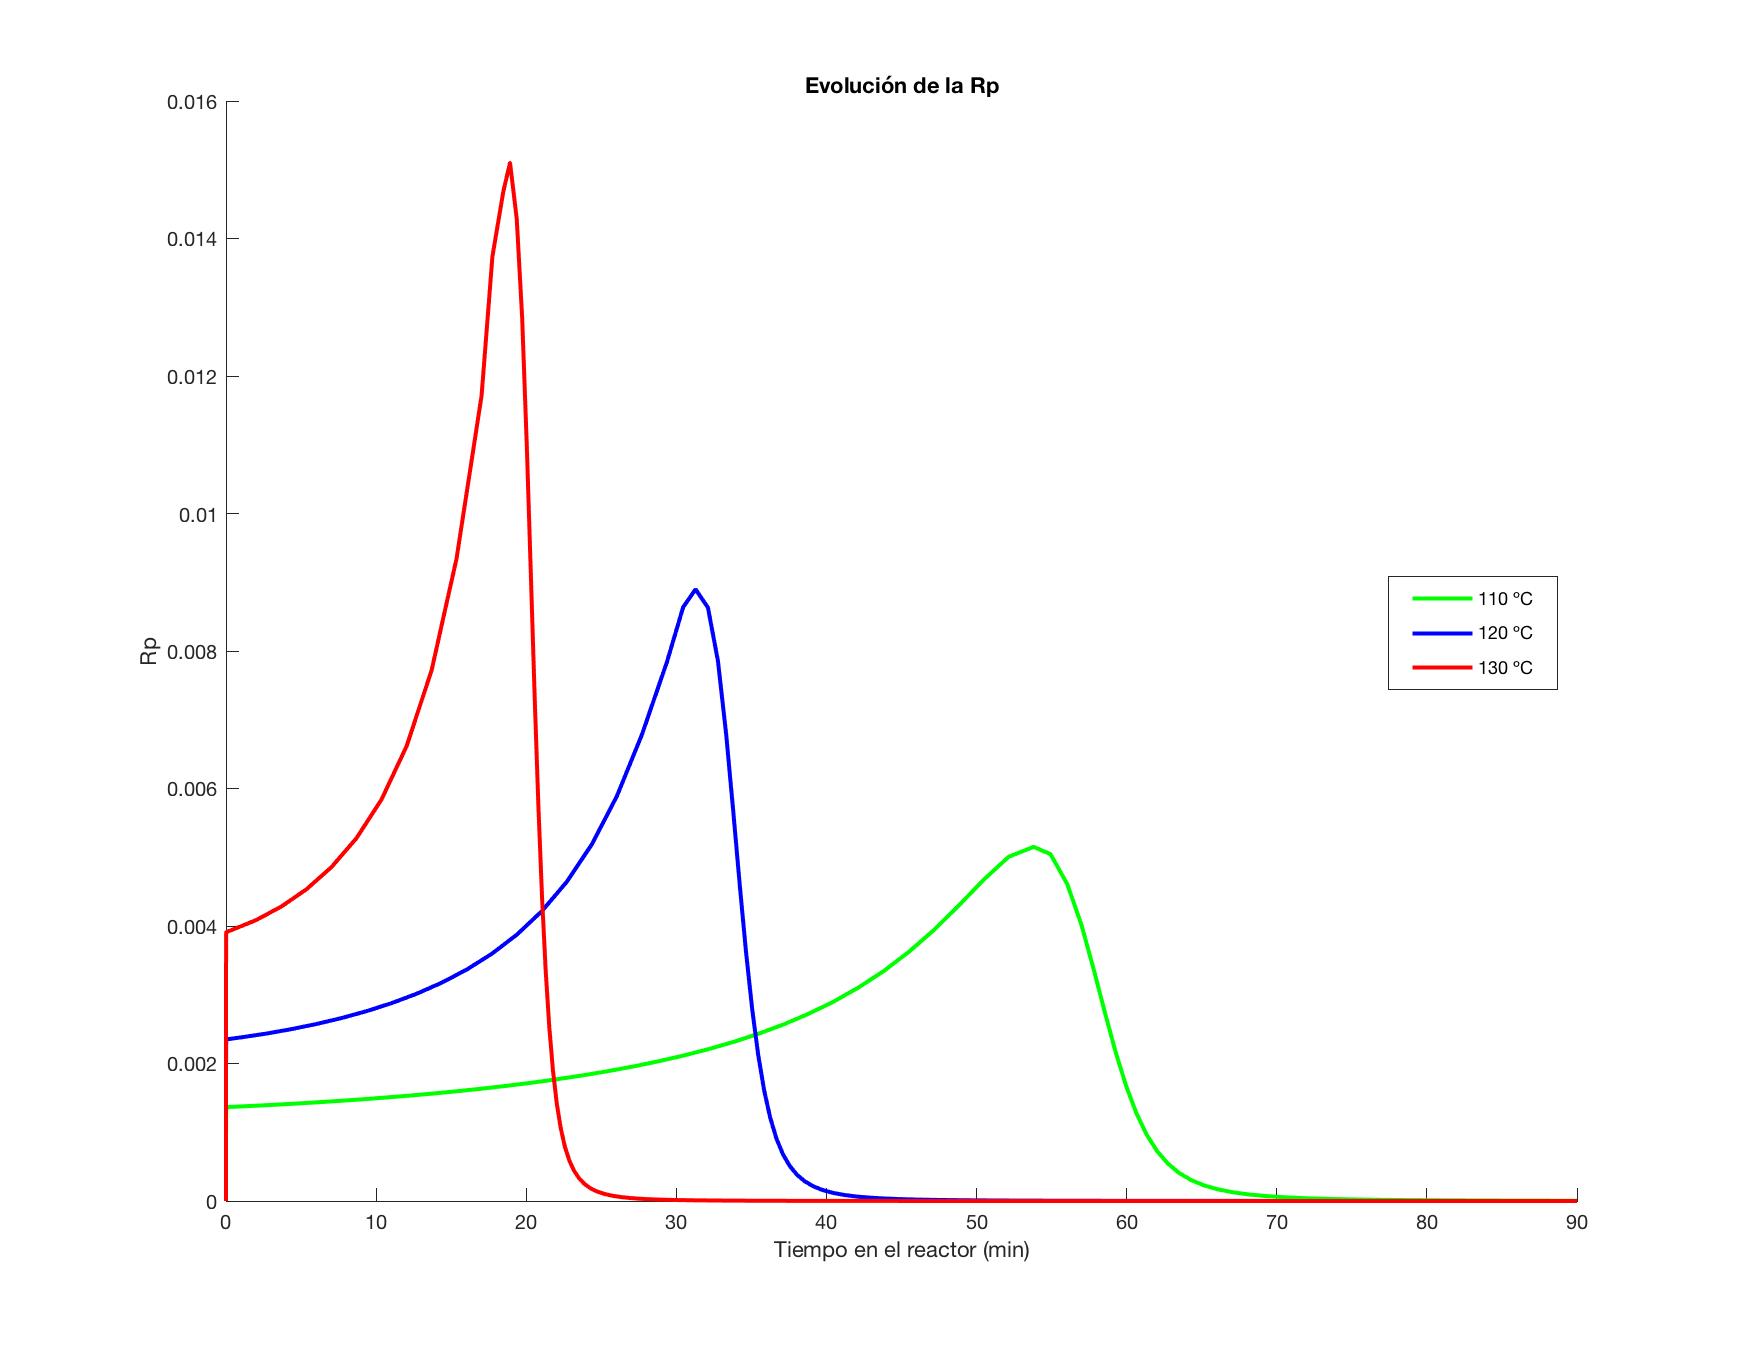 Evolución de la Rp
0.016
0.014
0.012
0.01
0.008
0.006
0.004
0.002
0
Rp
0 10 20 30 40 50 60 70 80 90
Tiempo en el reactor (min)
110 ºC
120 ºC
130 ºC